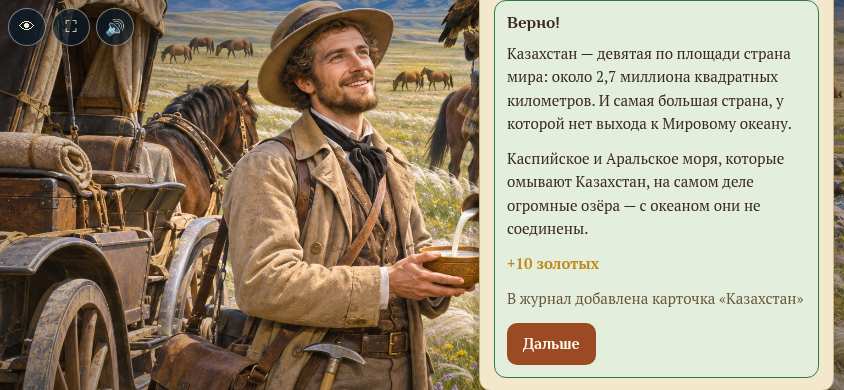 Верно!
Казахстан — девятая по площади страна
мира: около 2,7 миллиона квадратных
километров. И самая большая страна, у
которой нет выхода к Мировому океану.
Каспийское и Аральское моря, которые
омывают Казахстан, на самом деле
огромные озёра — с океаном они не
соединены.
+10 золотых
В журнал добавлена карточка «Казахстан»
Дальше